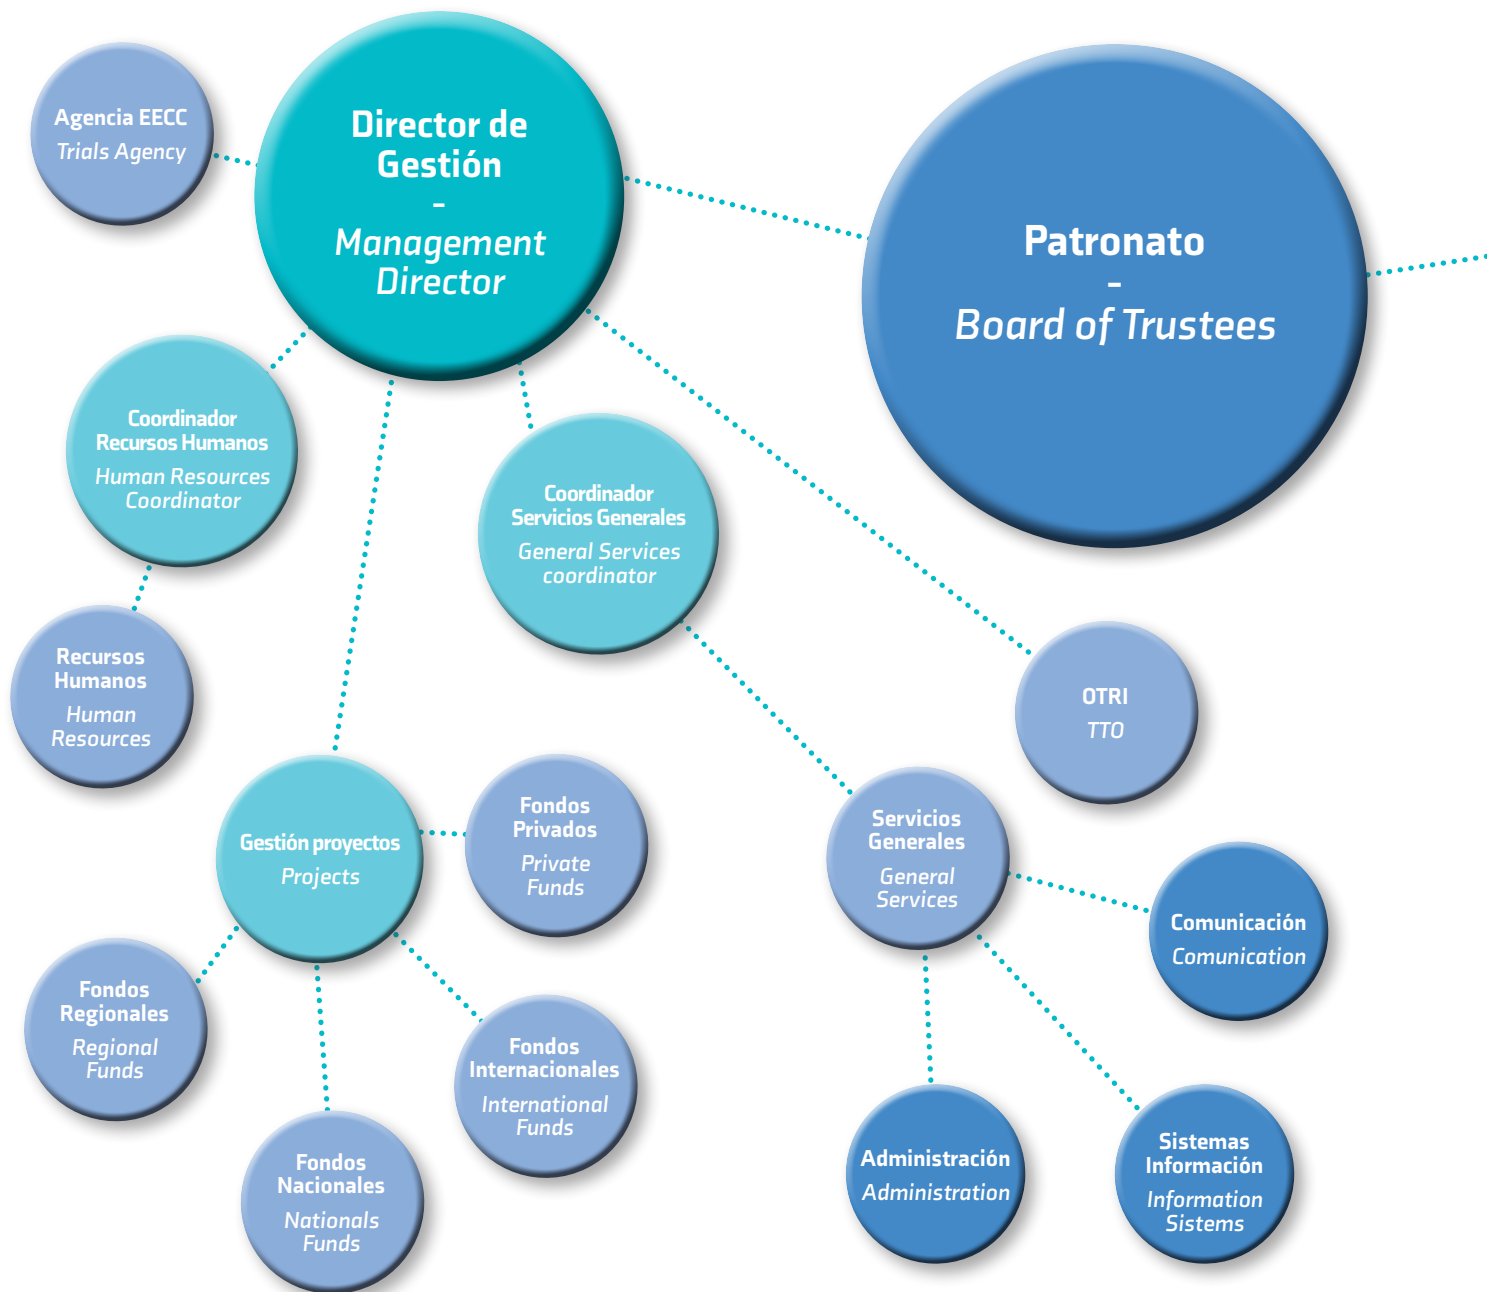 Agencia EECC
Trials Agency
Director de
Gestión
-
Management
Director
Patronato
-
Board of Trustees
Coordinador
Recursos Humanos
Human Resources
Coordinator
Coordinador
Servicios Generales
General Services
coordinator
Recursos
Humanos
Human
Resources
OTRI
TTO
Gestión proyectos
Projects
Fondos
Privados
Private
Funds
Servicios
Generales
General
Services
Comunicación
Comunication
Fondos
Regionales
Regional
Funds
Fondos
Internacionales
International
Funds
Fondos
Nacionales
Nationals
Funds
Administración
Administration
Sistemas
Información
Information
Sistems